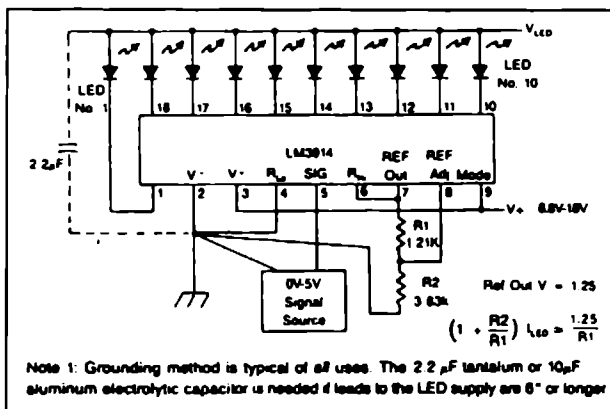 V_LED
LED
No. 1
LED
No. 10
18 17 16 15 14 13 12 11 10
2 2µF
LM3914
REF REF
V⁻ V⁺ R_Lo SIG R_Hi Out Adj Mode
1 2 3 4 5 6 7 8 9
V+ 6.8V-18V
R1
1 21K
0V-5V
Signal
Source
R2
3 83k
Ref Out V = 1.25
(1 + R2/R1) I_LED ≈ 1.25/R1
Note 1: Grounding method is typical of all uses. The 2.2 µF tantalum or 10µF
aluminum electrolytic capacitor is needed if leads to the LED supply are 6" or longer